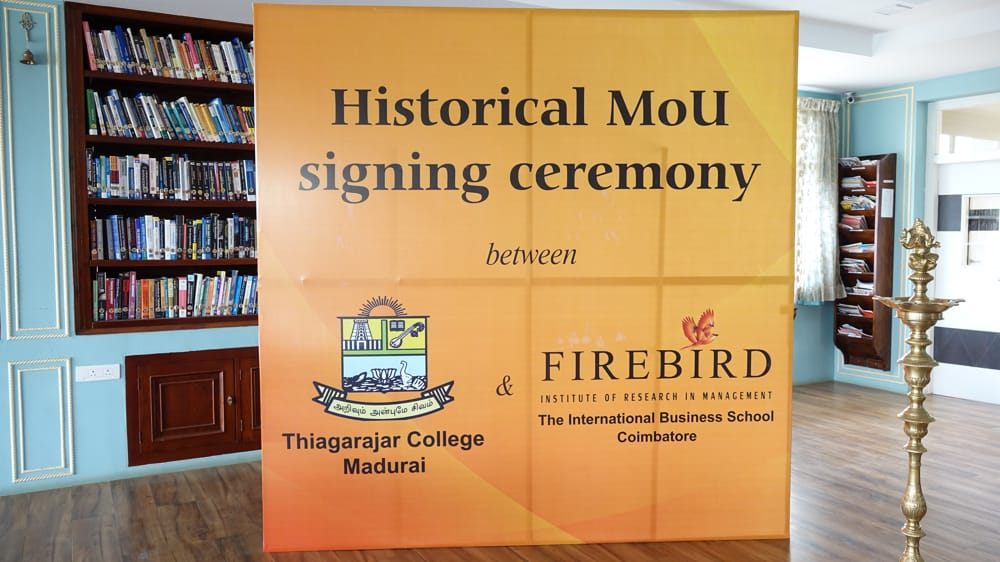 Historical MoU
signing ceremony
between
அறிவும் அன்புமே சிவம்
Thiagarajar College
Madurai
&
FIREBIRD
INSTITUTE OF RESEARCH IN MANAGEMENT
The International Business School
Coimbatore